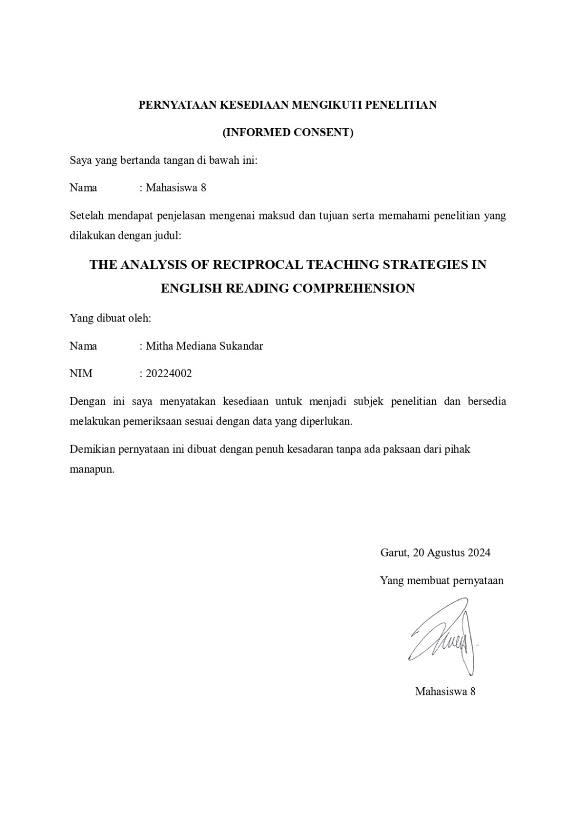 PERNYATAAN KESEDIAAN MENGIKUTI PENELITIAN
(INFORMED CONSENT)
Saya yang bertanda tangan di bawah ini:
Nama : Mahasiswa 8
Setelah mendapat penjelasan mengenai maksud dan tujuan serta memahami penelitian yang
dilakukan dengan judul:
THE ANALYSIS OF RECIPROCAL TEACHING STRATEGIES IN
ENGLISH READING COMPREHENSION
Yang dibuat oleh:
Nama : Mitha Mediana Sukandar
NIM : 20224002
Dengan ini saya menyatakan kesediaan untuk menjadi subjek penelitian dan bersedia
melakukan pemeriksaan sesuai dengan data yang diperlukan.
Demikian pernyataan ini dibuat dengan penuh kesadaran tanpa ada paksaan dari pihak
manapun.
Garut, 20 Agustus 2024
Yang membuat pernyataan
Mahasiswa 8